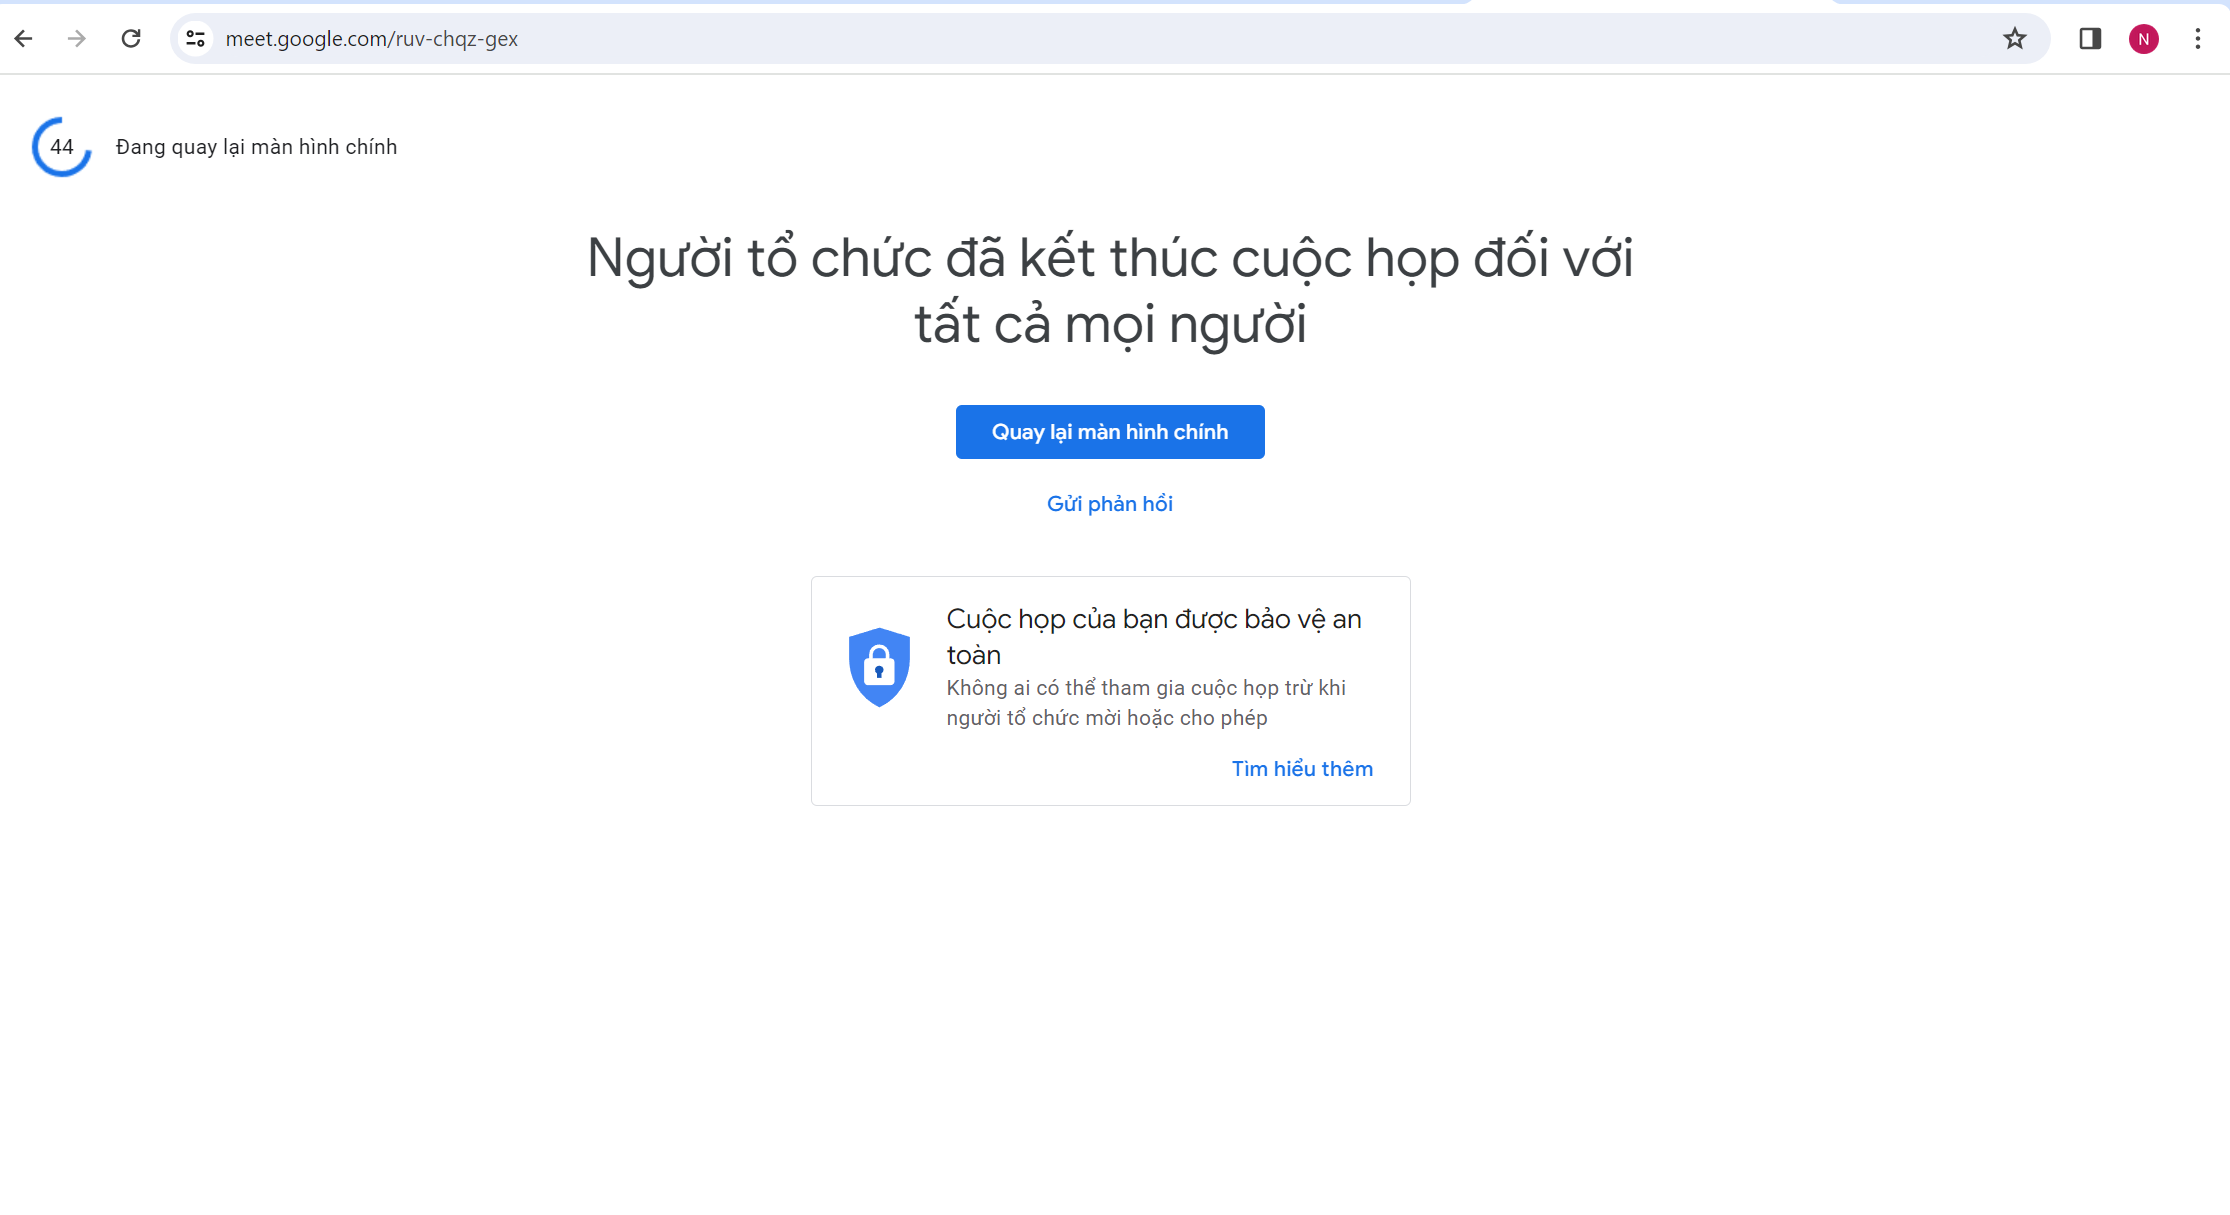 meet.google.com/ruv-chqz-gex
N
44
Đang quay lại màn hình chính
Người tổ chức đã kết thúc cuộc họp đối với
tất cả mọi người
Quay lại màn hình chính
Gửi phản hồi
Cuộc họp của bạn được bảo vệ an
toàn
Không ai có thể tham gia cuộc họp trừ khi
người tổ chức mời hoặc cho phép
Tìm hiểu thêm